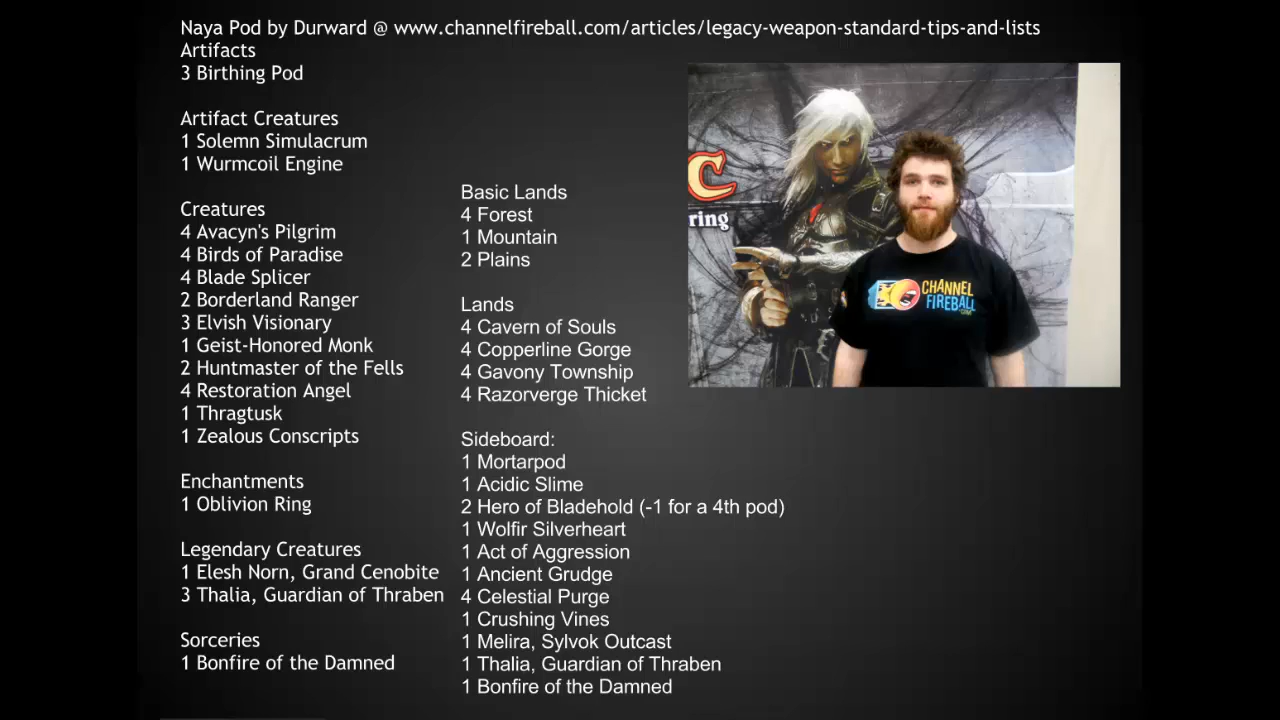 Naya Pod by Durward @ www.channelfireball.com/articles/legacy-weapon-standard-tips-and-lists
Artifacts
3 Birthing Pod
Artifact Creatures
1 Solemn Simulacrum
1 Wurmcoil Engine
Creatures
4 Avacyn's Pilgrim
4 Birds of Paradise
4 Blade Splicer
2 Borderland Ranger
3 Elvish Visionary
1 Geist-Honored Monk
2 Huntmaster of the Fells
4 Restoration Angel
1 Thragtusk
1 Zealous Conscripts
Enchantments
1 Oblivion Ring
Legendary Creatures
1 Elesh Norn, Grand Cenobite
3 Thalia, Guardian of Thraben
Sorceries
1 Bonfire of the Damned
Basic Lands
4 Forest
1 Mountain
2 Plains
Lands
4 Cavern of Souls
4 Copperline Gorge
4 Gavony Township
4 Razorverge Thicket
Sideboard:
1 Mortarpod
1 Acidic Slime
2 Hero of Bladehold (-1 for a 4th pod)
1 Wolfir Silverheart
1 Act of Aggression
1 Ancient Grudge
4 Celestial Purge
1 Crushing Vines
1 Melira, Sylvok Outcast
1 Thalia, Guardian of Thraben
1 Bonfire of the Damned
C
ring
CHANNEL
FIREBALL